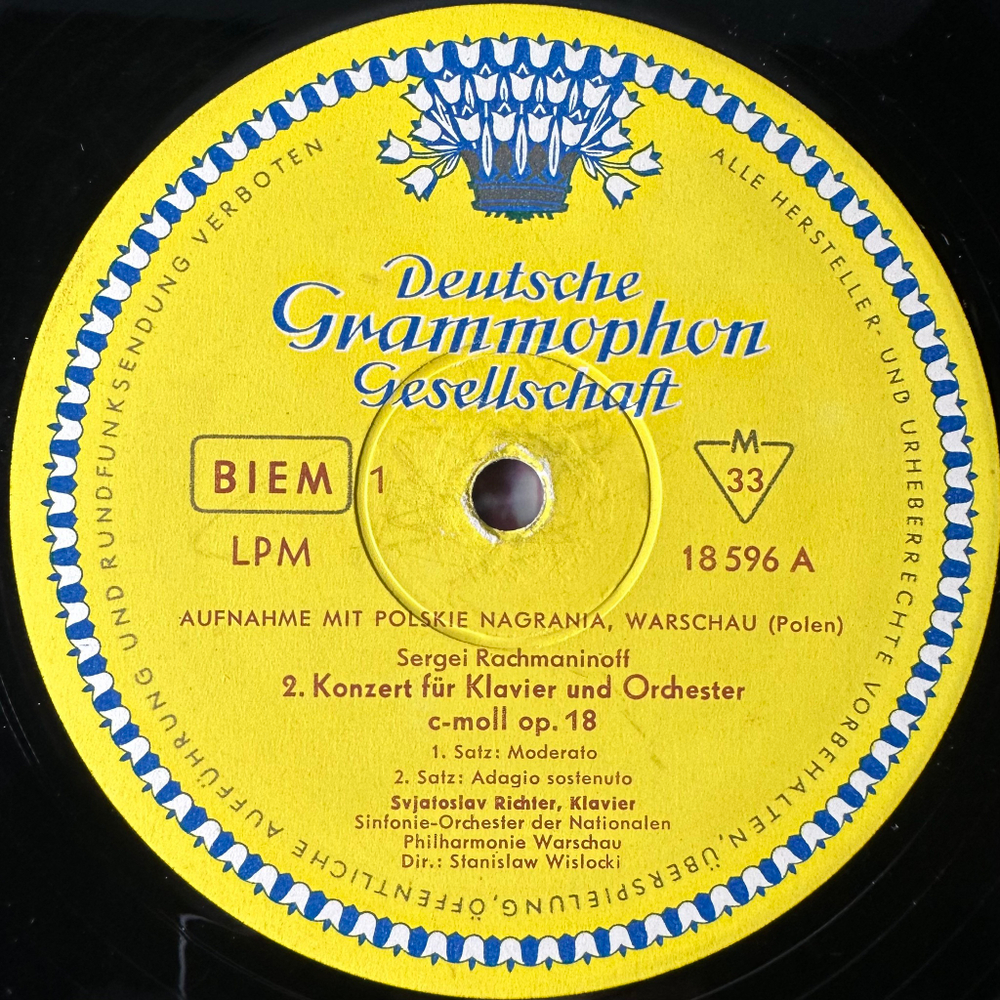 Deutsche
Grammophon
Gesellschaft
BIEM 1
M
33
LPM
18 596 A
AUFNAHME MIT POLSKIE NAGRANIA, WARSCHAU (Polen)
Sergei Rachmaninoff
2. Konzert für Klavier und Orchester
c-moll op. 18
1. Satz: Moderato
2. Satz: Adagio sostenuto
Svjatoslav Richter, Klavier
Sinfonie-Orchester der Nationalen
Philharmonie Warschau
Dir.: Stanislaw Wislocki
ALLE HERSTELLER- UND URHEBERRECHTE VORBEHALTEN, ÜBERSPIELUNG, ÖFFENTLICHE AUFFÜHRUNG UND RUNDFUNKSENDUNG VERBOTEN